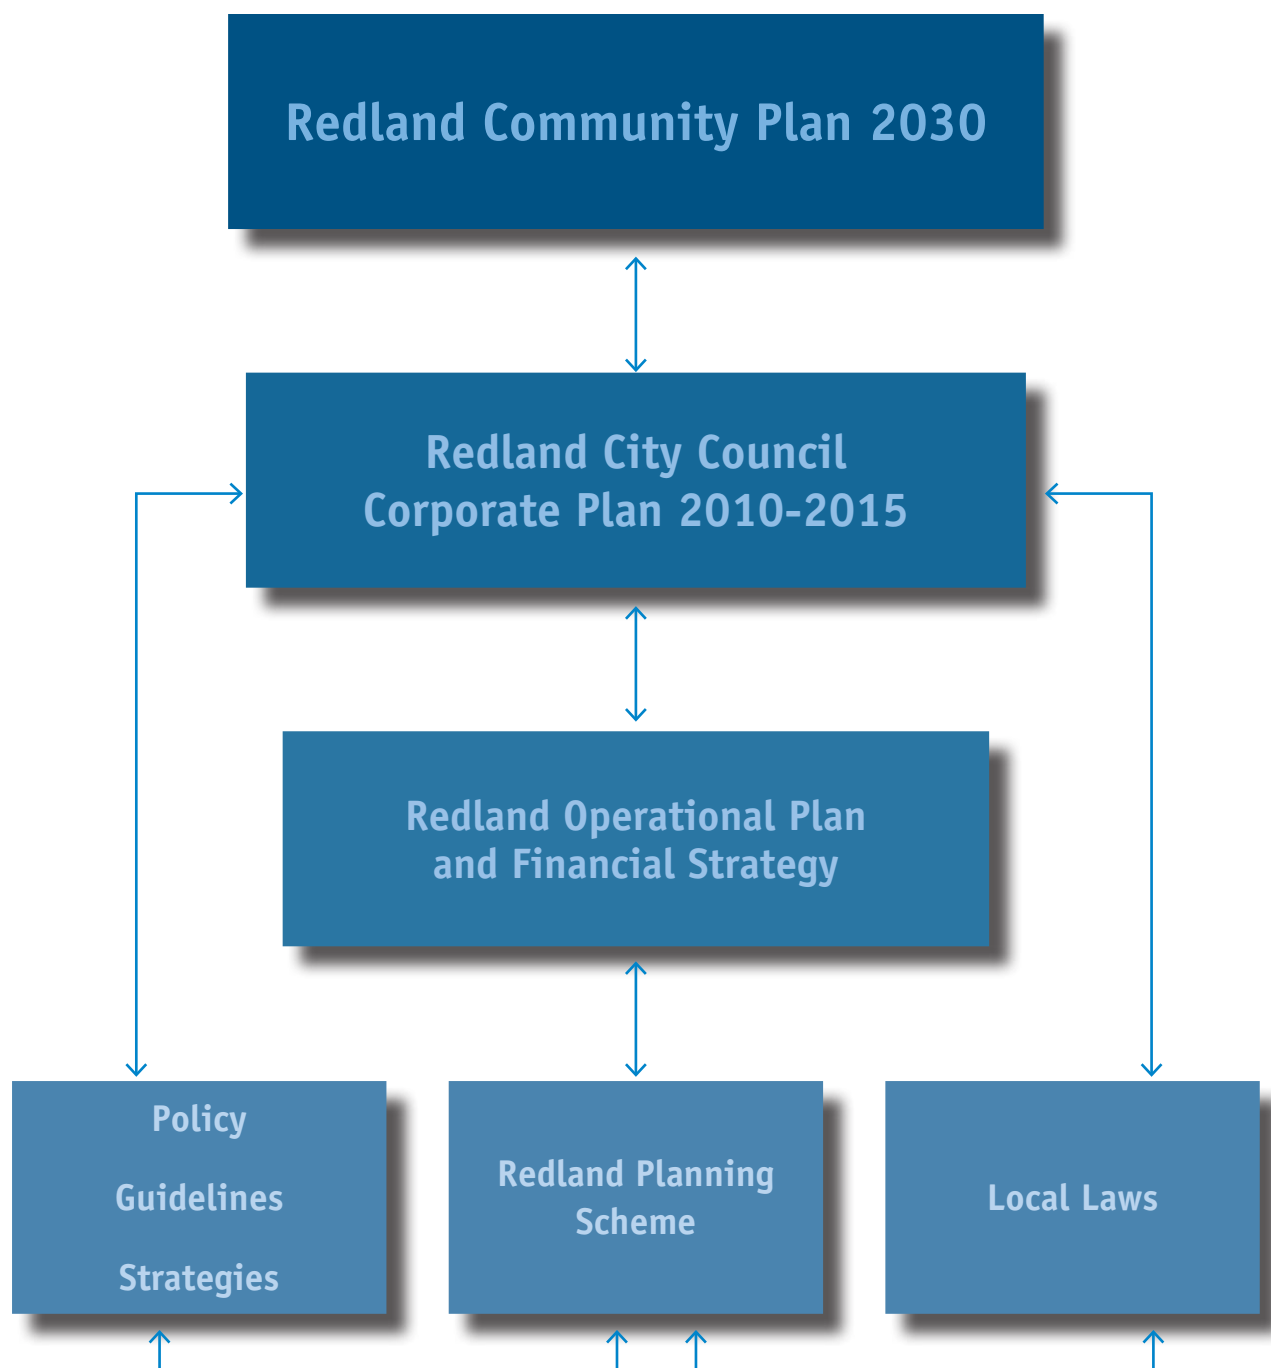 Redland Community Plan 2030
Redland City Council
Corporate Plan 2010-2015
Redland Operational Plan
and Financial Strategy
Policy
Guidelines
Strategies
Redland Planning
Scheme
Local Laws